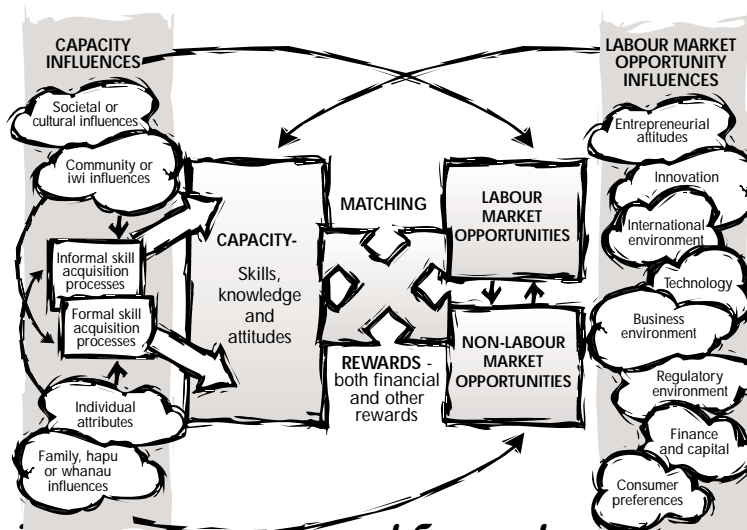 CAPACITY
INFLUENCES
Societal or
cultural influences
Community or
iwi influences
Informal skill
acquisition
processes
Formal skill
acquisition
processes
Individual
attributes
Family, hapu
or whanau
influences
CAPACITY-
Skills,
knowledge
and
attitudes
MATCHING
REWARDS -
both financial
and other
rewards
LABOUR
MARKET
OPPORTUNITIES
NON-LABOUR
MARKET
OPPORTUNITIES
LABOUR MARKET
OPPORTUNITY
INFLUENCES
Entrepreneurial
attitudes
Innovation
International
environment
Technology
Business
environment
Regulatory
environment
Finance
and capital
Consumer
preferences